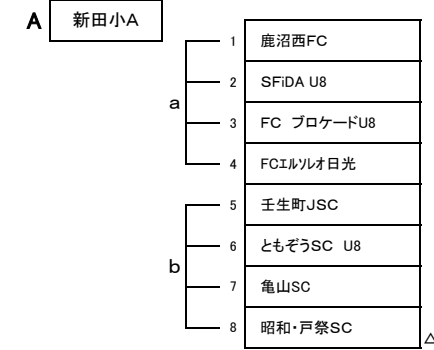 A 新田小A
a
1 鹿沼西FC
2 SFiDA U8
3 FC　ブロケードU8
4 FCエルソレオ日光
b
5 壬生町JSC
6 ともぞうSC　U8
7 亀山SC
8 昭和・戸祭SC
△